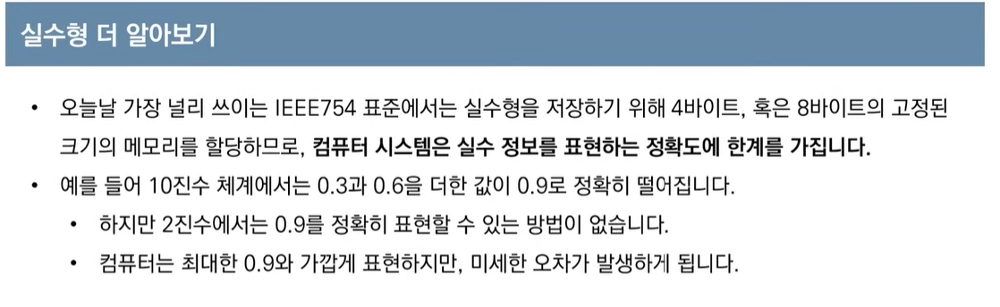 실수형 더 알아보기
• 오늘날 가장 널리 쓰이는 IEEE754 표준에서는 실수형을 저장하기 위해 4바이트, 혹은 8바이트의 고정된
크기의 메모리를 할당하므로, 컴퓨터 시스템은 실수 정보를 표현하는 정확도에 한계를 가집니다.
• 예를 들어 10진수 체계에서는 0.3과 0.6을 더한 값이 0.9로 정확히 떨어집니다.
• 하지만 2진수에서는 0.9를 정확히 표현할 수 있는 방법이 없습니다.
• 컴퓨터는 최대한 0.9와 가깝게 표현하지만, 미세한 오차가 발생하게 됩니다.